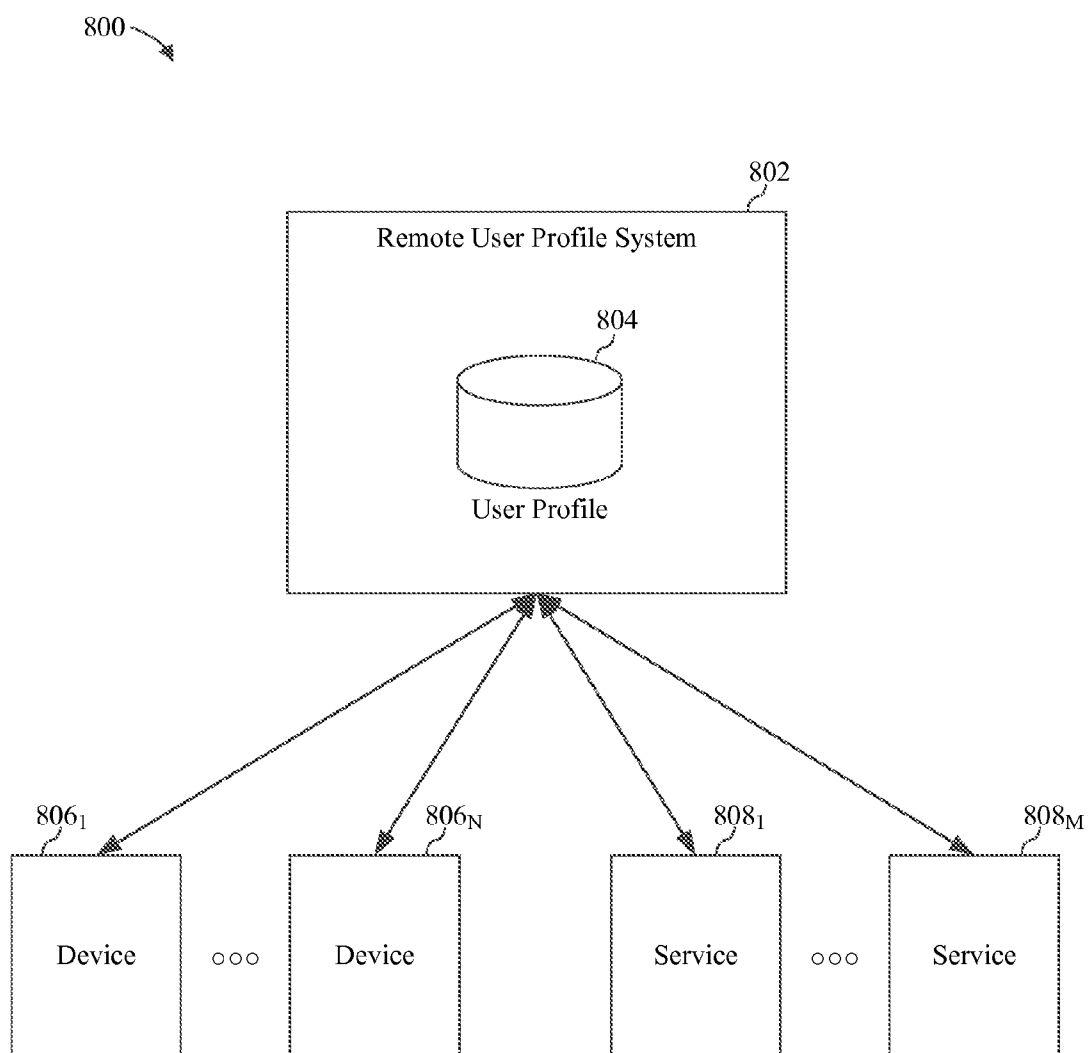 800
802
Remote User Profile System
804
User Profile
806₁
806ₙ
808₁
808ₘ
Device
Device
Service
Service